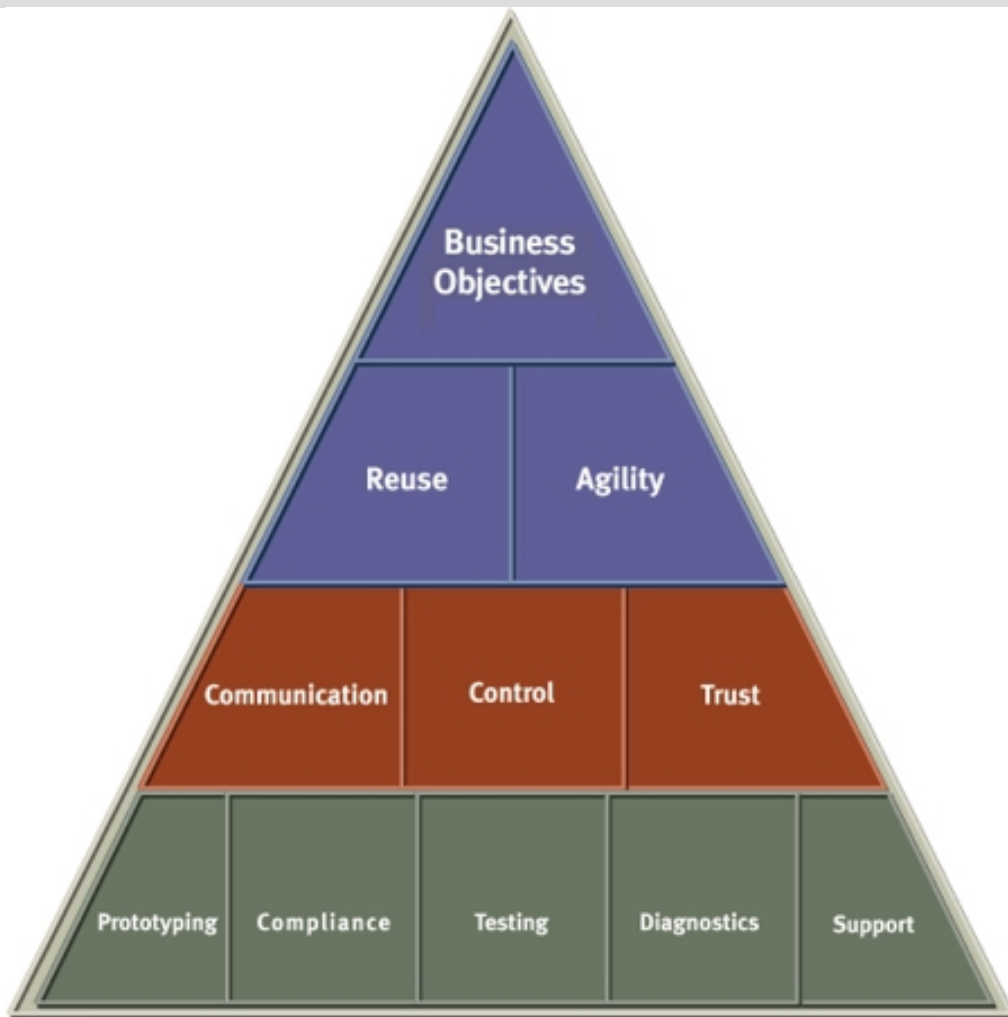 Business
Objectives
Reuse Agility
Communication Control Trust
Prototyping Compliance Testing Diagnostics Support